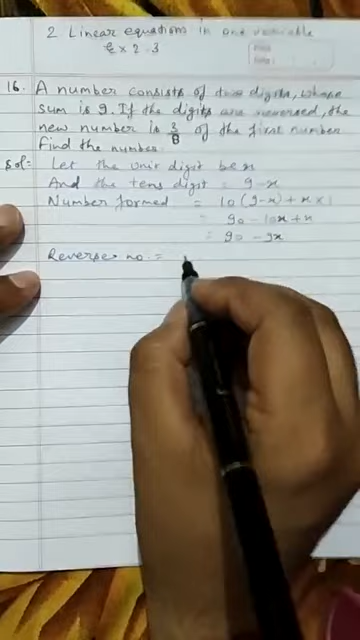 2 Linear equations in one variable
Ex 2.3
16. A number consists of two digits, whose
sum is 9. If the digits are reversed, the
new number is 3/8 of the first number
Find the number.
Sol:- Let the unit digit be x
And the tens digit = 9-x
Number formed = 10(9-x) + x × 1
= 90 - 10x + x
= 90 - 9x
Reverse no. =